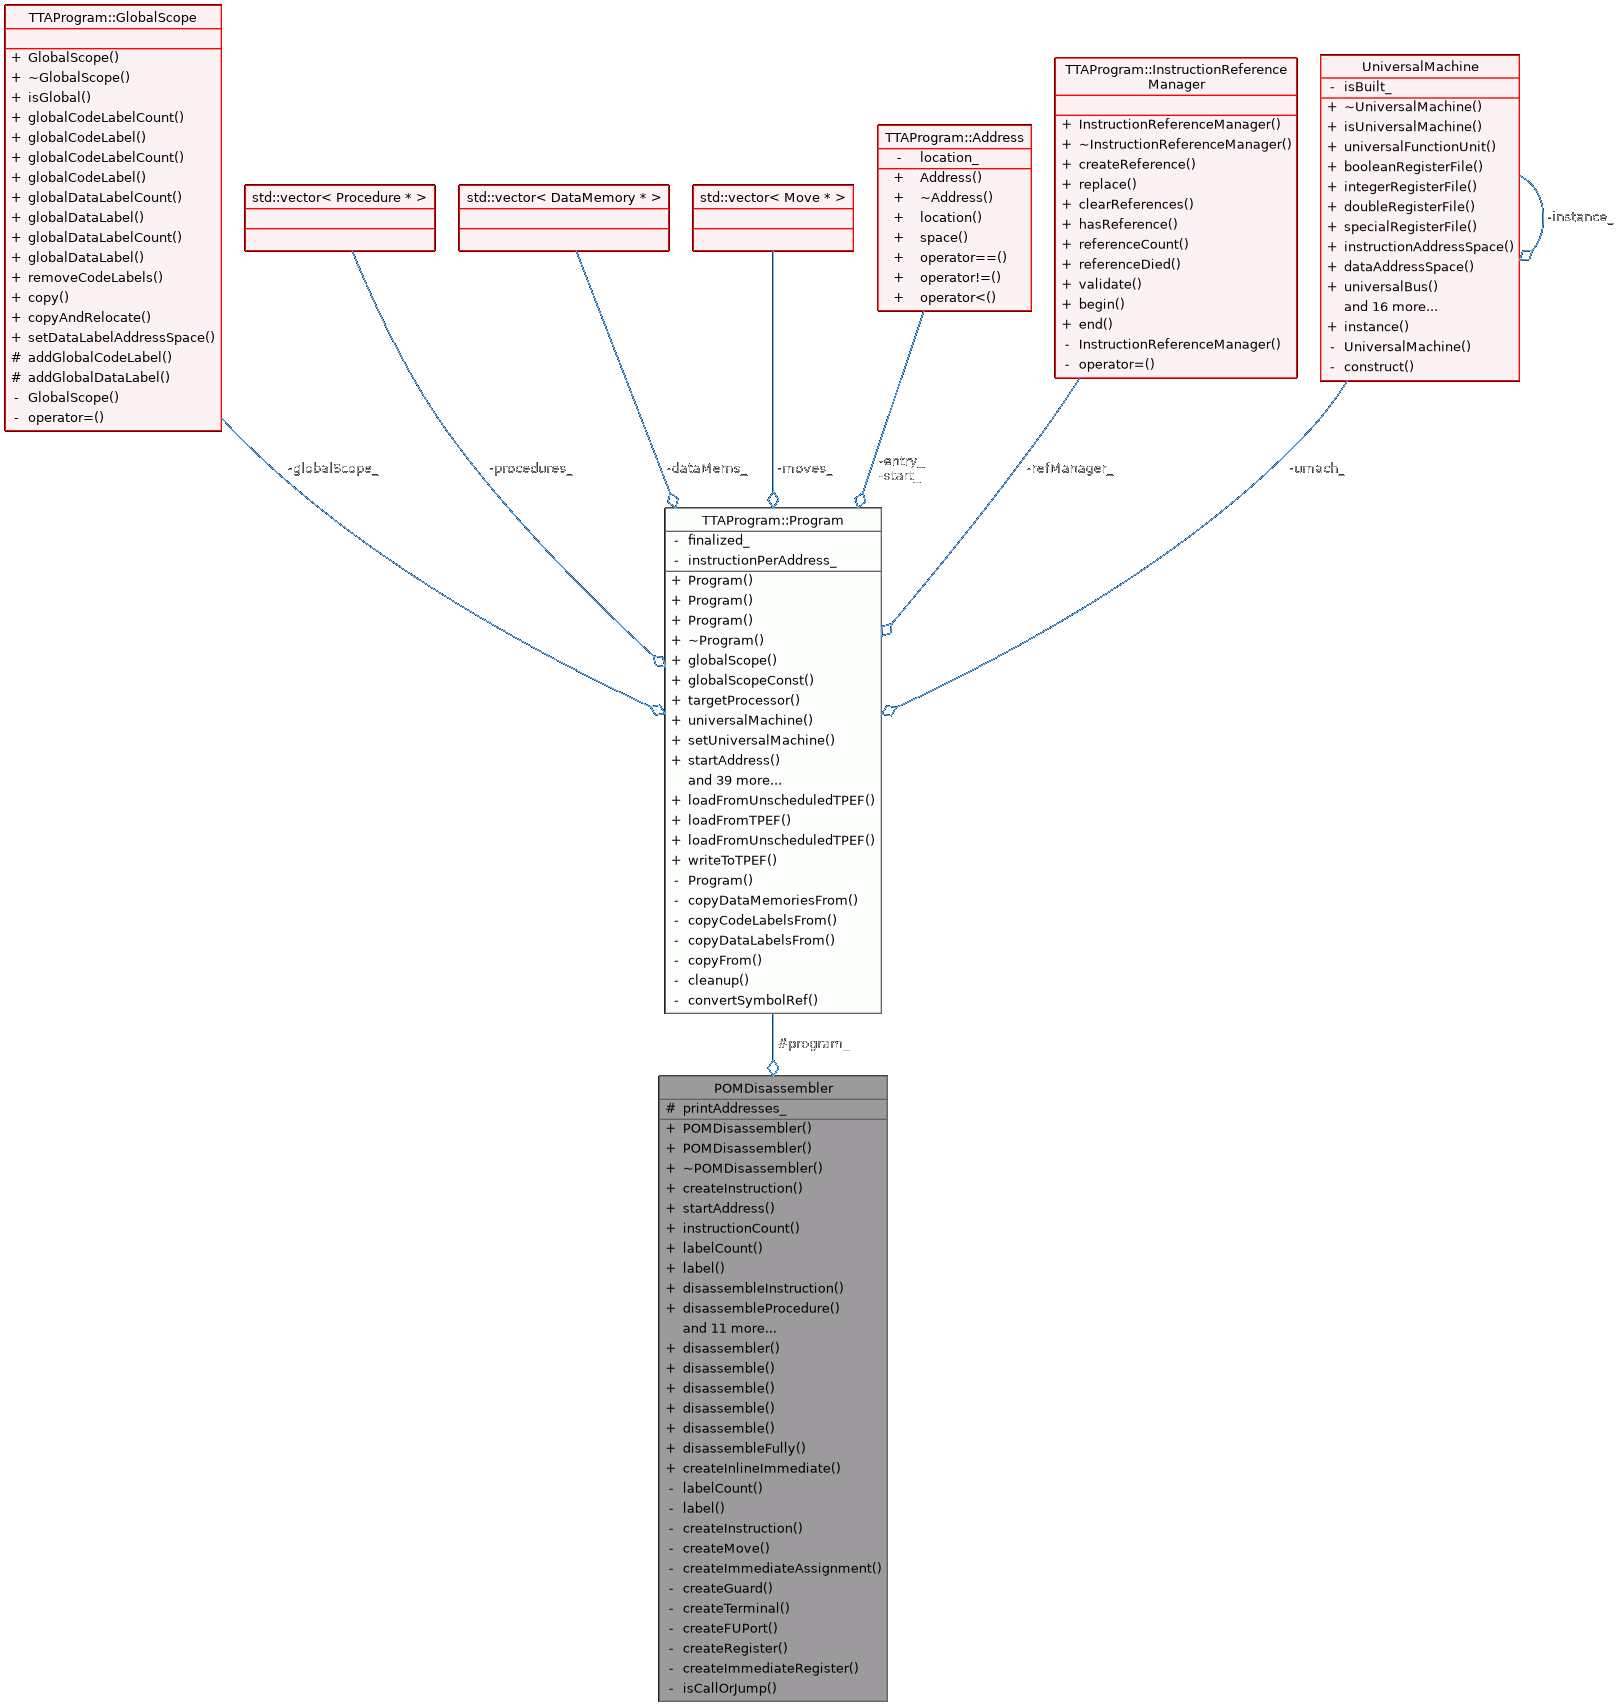 TTAProgram::GlobalScope
+ GlobalScope()
+ ~GlobalScope()
+ isGlobal()
+ globalCodeLabelCount()
+ globalCodeLabel()
+ globalCodeLabelCount()
+ globalCodeLabel()
+ globalDataLabelCount()
+ globalDataLabel()
+ globalDataLabelCount()
+ globalDataLabel()
+ removeCodeLabels()
+ copy()
+ copyAndRelocate()
+ setDataLabelAddressSpace()
# addGlobalCodeLabel()
# addGlobalDataLabel()
- GlobalScope()
- operator=()
std::vector< Procedure * >
std::vector< DataMemory * >
std::vector< Move * >
TTAProgram::Address
- location_
+ Address()
+ ~Address()
+ location()
+ space()
+ operator==()
+ operator!=()
+ operator<()
TTAProgram::InstructionReference
Manager
+ InstructionReferenceManager()
+ ~InstructionReferenceManager()
+ createReference()
+ replace()
+ clearReferences()
+ hasReference()
+ referenceCount()
+ referenceDied()
+ validate()
+ begin()
+ end()
- InstructionReferenceManager()
- operator=()
UniversalMachine
- isBuilt_
+ ~UniversalMachine()
+ isUniversalMachine()
+ universalFunctionUnit()
+ booleanRegisterFile()
+ integerRegisterFile()
+ doubleRegisterFile()
+ specialRegisterFile()
+ instructionAddressSpace()
+ dataAddressSpace()
+ universalBus()
and 16 more...
+ instance()
- UniversalMachine()
- construct()
-instance_
-globalScope_
-procedures_
-dataMems_
-moves_
-entry_
-start_
-refManager_
-umach_
TTAProgram::Program
- finalized_
- instructionPerAddress_
+ Program()
+ Program()
+ Program()
+ ~Program()
+ globalScope()
+ globalScopeConst()
+ targetProcessor()
+ universalMachine()
+ setUniversalMachine()
+ startAddress()
and 39 more...
+ loadFromUnscheduledTPEF()
+ loadFromTPEF()
+ loadFromUnscheduledTPEF()
+ writeToTPEF()
- Program()
- copyDataMemoriesFrom()
- copyCodeLabelsFrom()
- copyDataLabelsFrom()
- copyFrom()
- cleanup()
- convertSymbolRef()
#program_
POMDisassembler
# printAddresses_
+ POMDisassembler()
+ POMDisassembler()
+ ~POMDisassembler()
+ createInstruction()
+ startAddress()
+ instructionCount()
+ labelCount()
+ label()
+ disassembleInstruction()
+ disassembleProcedure()
and 11 more...
+ disassembler()
+ disassemble()
+ disassemble()
+ disassemble()
+ disassemble()
+ disassembleFully()
+ createInlineImmediate()
- labelCount()
- label()
- createInstruction()
- createMove()
- createImmediateAssignment()
- createGuard()
- createTerminal()
- createFUPort()
- createRegister()
- createImmediateRegister()
- isCallOrJump()